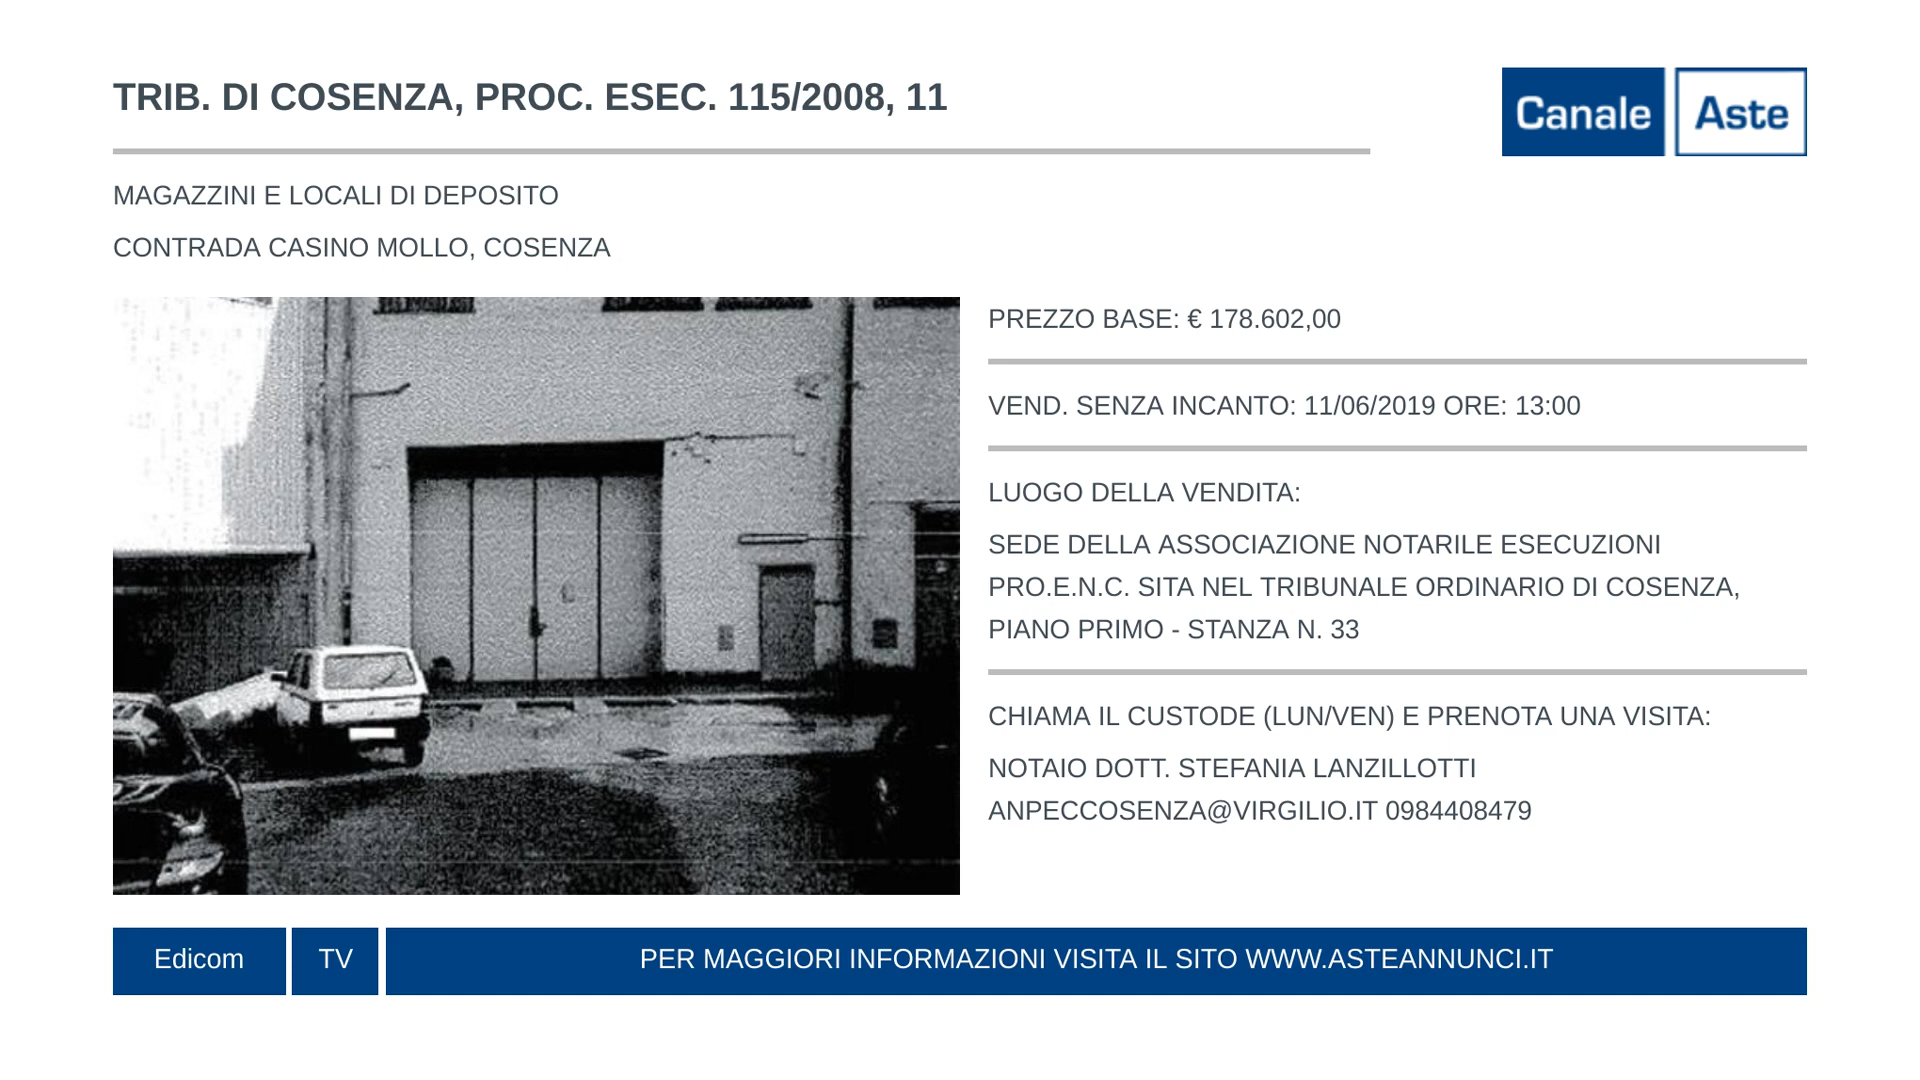 TRIB. DI COSENZA, PROC. ESEC. 115/2008, 11
Canale Aste
MAGAZZINI E LOCALI DI DEPOSITO
CONTRADA CASINO MOLLO, COSENZA
PREZZO BASE: € 178.602,00
VEND. SENZA INCANTO: 11/06/2019 ORE: 13:00
LUOGO DELLA VENDITA:
SEDE DELLA ASSOCIAZIONE NOTARILE ESECUZIONI
PRO.E.N.C. SITA NEL TRIBUNALE ORDINARIO DI COSENZA,
PIANO PRIMO - STANZA N. 33
CHIAMA IL CUSTODE (LUN/VEN) E PRENOTA UNA VISITA:
NOTAIO DOTT. STEFANIA LANZILLOTTI
ANPECCOSENZA@VIRGILIO.IT 0984408479
Edicom TV PER MAGGIORI INFORMAZIONI VISITA IL SITO WWW.ASTEANNUNCI.IT